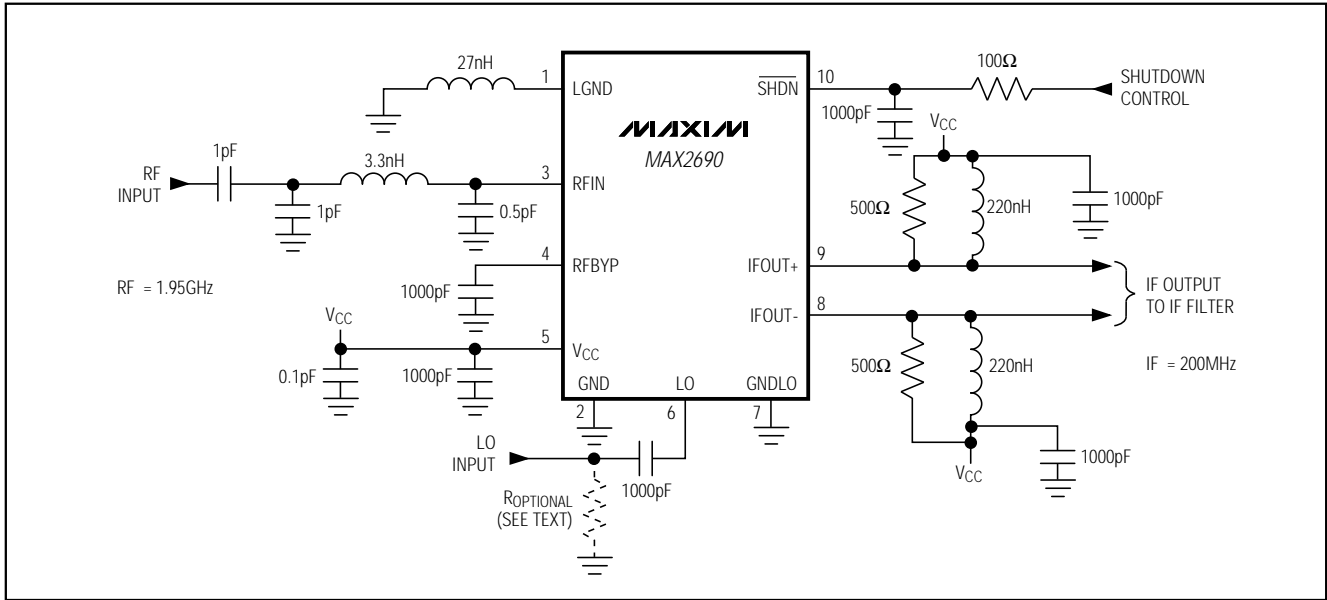 27nH
1
LGND
1pF
RF
INPUT
3.3nH
3
RFIN
1pF
0.5pF
4
RFBYP
RF = 1.95GHz
1000pF
VCC
5
VCC
0.1pF
1000pF
GND
LO
GNDLO
2
6
7
LO
INPUT
1000pF
ROPTIONAL
(SEE TEXT)
MAXIM
MAX2690
10
SHDN
100Ω
SHUTDOWN
CONTROL
1000pF
VCC
500Ω
220nH
1000pF
9
IFOUT+
IF OUTPUT
TO IF FILTER
8
IFOUT-
500Ω
220nH
IF = 200MHz
VCC
1000pF